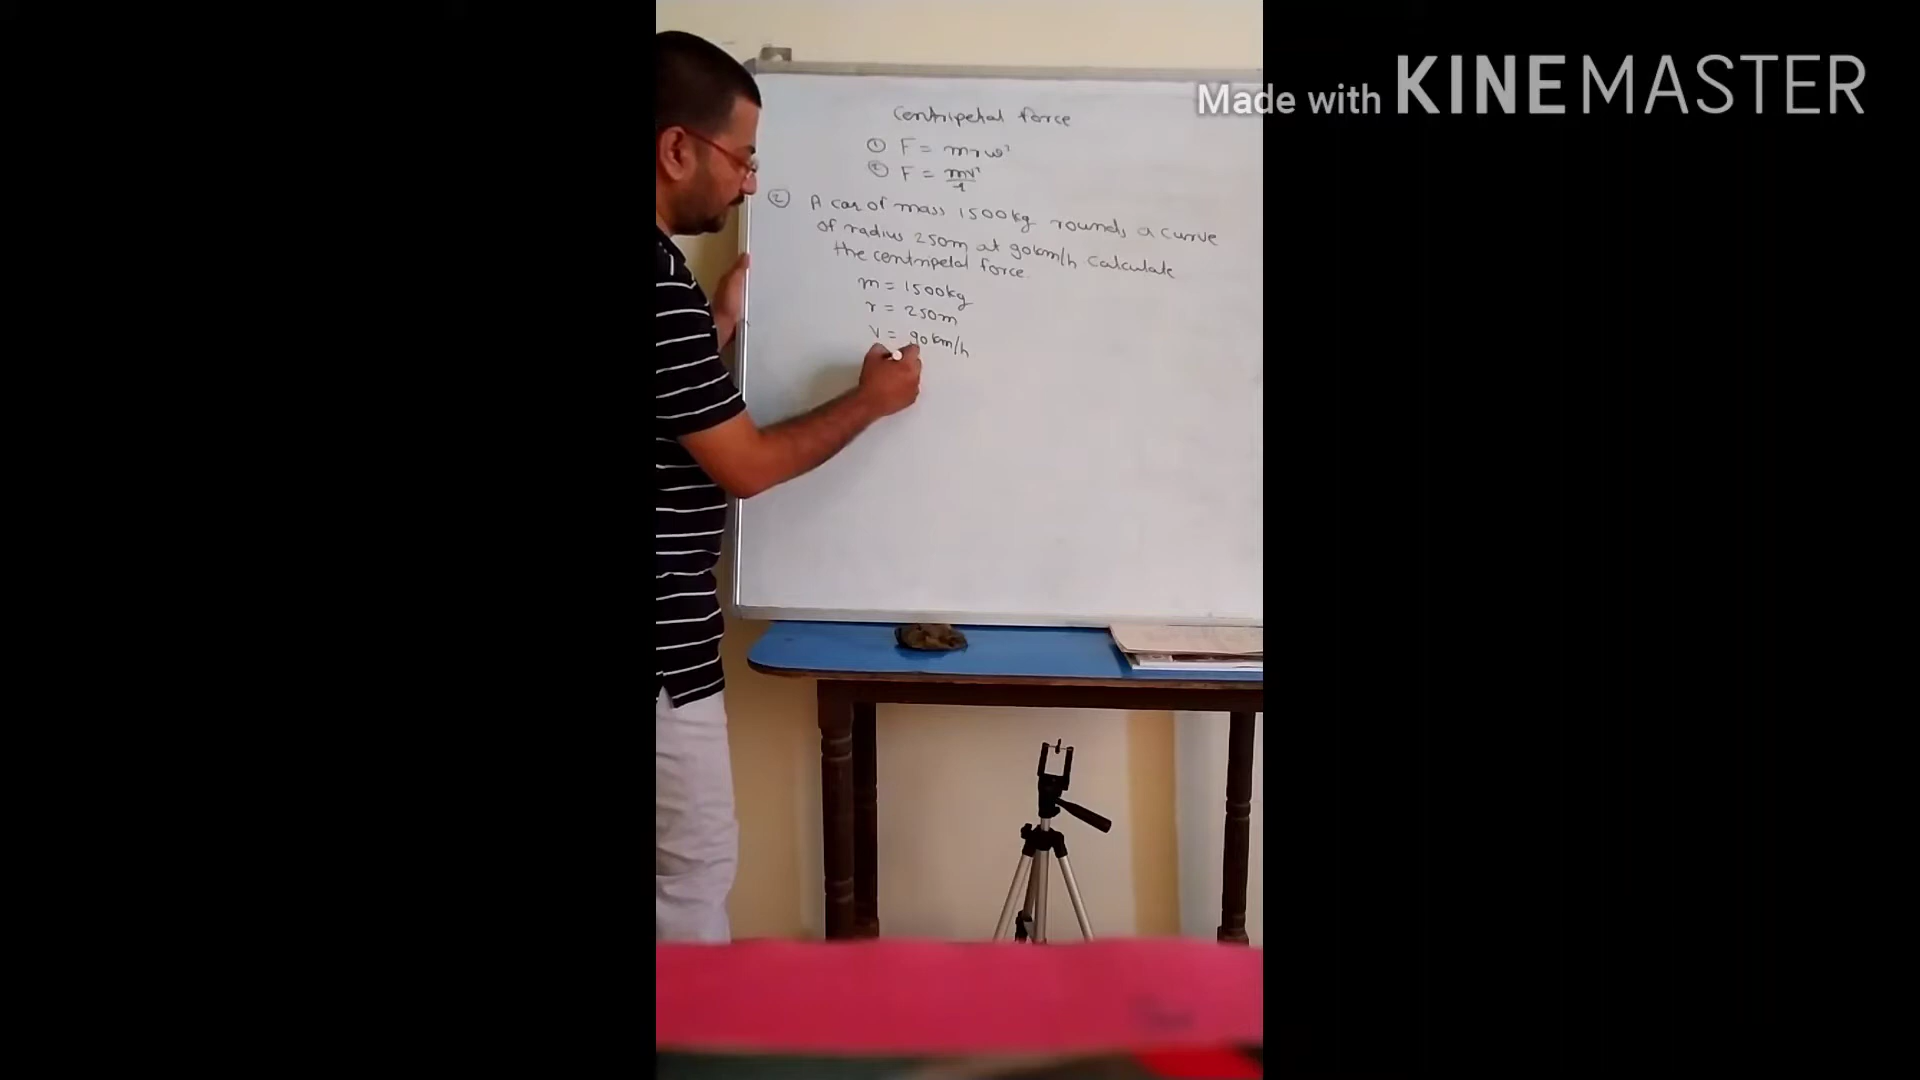 Made with KINEMASTER
Centripetal force
① F = mrω²
② F = mv²/r
② A car of mass 1500kg rounds a curve
of radius 250m at 90km/h. Calculate
the centripetal force.
m = 1500kg
r = 250m
V = 90km/h